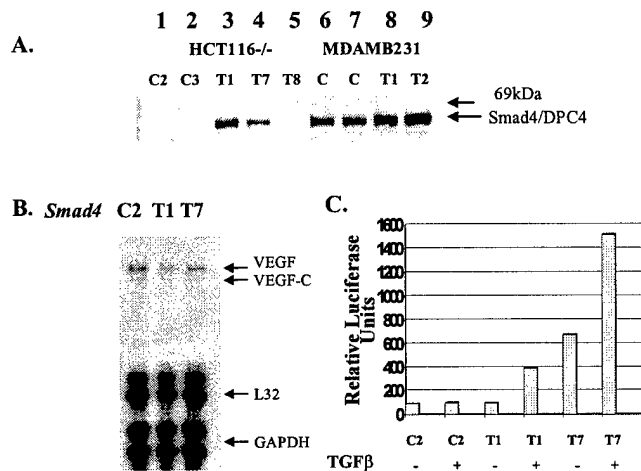 1 2 3 4 5 6 7 8 9
HCT116-/- MDAMB231
A.
C2 C3 T1 T7 T8 C C T1 T2
69kDa
Smad4/DPC4
B. Smad4 C2 T1 T7
VEGF
VEGF-C
L32
GAPDH
C.
Relative Luciferase
Units
1600
1400
1200
1000
800
600
400
200
0
C2 C2 T1 T1 T7 T7
TGFβ - + - + - +